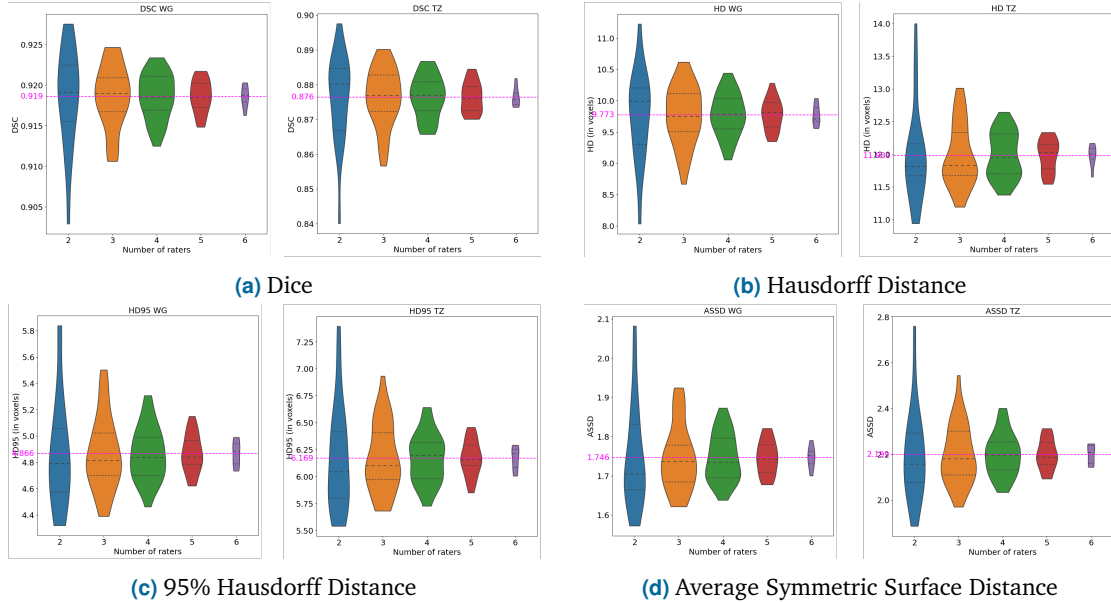 DSC WG
0.925
0.920
0.919
0.915
0.910
0.905
DSC
2 3 4 5 6
Number of raters
DSC TZ
0.90
0.89
0.88
0.876
0.87
0.86
0.85
0.84
DSC
2 3 4 5 6
Number of raters
HD WG
11.0
10.5
10.0
9.773
9.5
9.0
8.5
8.0
HD (in voxels)
2 3 4 5 6
Number of raters
HD TZ
14.0
13.5
13.0
12.5
12.0
11.5
11.0
HD (in voxels)
2 3 4 5 6
Number of raters
(a) Dice
(b) Hausdorff Distance
HD95 WG
5.8
5.6
5.4
5.2
5.0
4.866
4.8
4.6
4.4
HD95 (in voxels)
2 3 4 5 6
Number of raters
HD95 TZ
7.50
7.25
7.00
6.75
6.50
6.25
6.169
6.00
5.75
5.50
HD95 (in voxels)
2 3 4 5 6
Number of raters
ASSD WG
2.1
2.0
1.9
1.8
1.746
1.7
1.6
ASSD
2 3 4 5 6
Number of raters
ASSD TZ
2.8
2.6
2.4
2.2
2.0
ASSD
2 3 4 5 6
Number of raters
(c) 95% Hausdorff Distance
(d) Average Symmetric Surface Distance